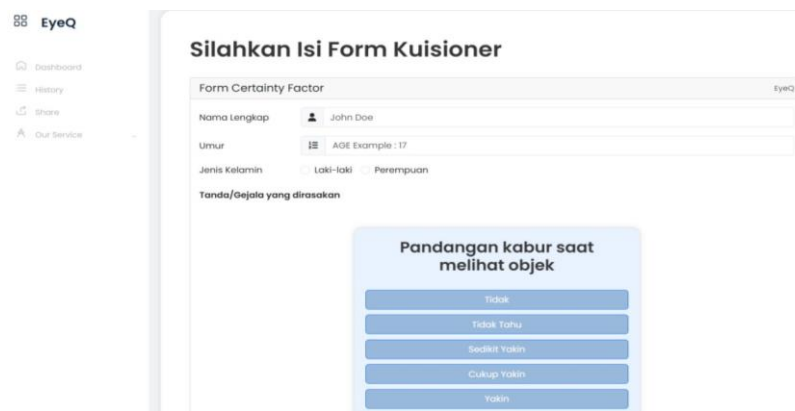 EyeQ
Dashboard
History
Share
Our Service
Silahkan Isi Form Kuisioner
Form Certainty Factor
EyeQ
Nama Lengkap
John Doe
Umur
AGE Example : 17
Jenis Kelamin
Laki-laki
Perempuan
Tanda/Gejala yang dirasakan
Pandangan kabur saat
melihat objek
Tidak
Tidak Tahu
Sedikit Yakin
Cukup Yakin
Yakin